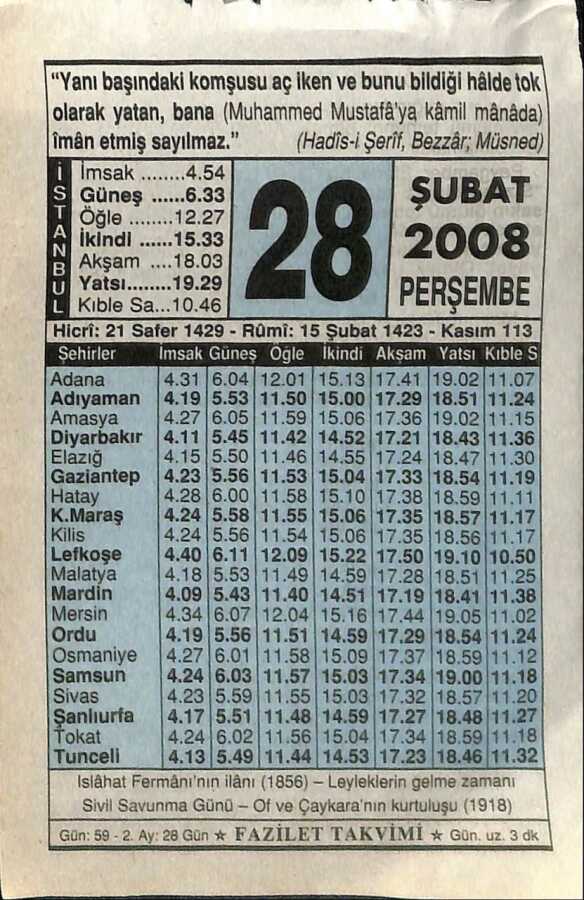 “Yanı başındaki komşusu aç iken ve bunu bildiği hâlde tok
olarak yatan, bana (Muhammed Mustafâ'ya kâmil mânâda)
îmân etmiş sayılmaz.” (Hadîs-i Şerîf, Bezzâr; Müsned)
İSTANBUL
İmsak ........4.54
Güneş ......6.33
Öğle ........12.27
İkindi ......15.33
Akşam ....18.03
Yatsı........19.29
Kıble Sa...10.46
28
ŞUBAT
2008
PERŞEMBE
Hicrî: 21 Safer 1429 - Rûmî: 15 Şubat 1423 - Kasım 113
Şehirler İmsak Güneş Öğle İkindi Akşam Yatsı Kıble S
Adana 4.31 6.04 12.01 15.13 17.41 19.02 11.07
Adıyaman 4.19 5.53 11.50 15.00 17.29 18.51 11.24
Amasya 4.27 6.05 11.59 15.06 17.36 19.02 11.15
Diyarbakır 4.11 5.45 11.42 14.52 17.21 18.43 11.36
Elazığ 4.15 5.50 11.46 14.55 17.24 18.47 11.30
Gaziantep 4.23 5.56 11.53 15.04 17.33 18.54 11.19
Hatay 4.28 6.00 11.58 15.10 17.38 18.59 11.11
K.Maraş 4.24 5.58 11.55 15.06 17.35 18.57 11.17
Kilis 4.24 5.56 11.54 15.06 17.35 18.56 11.17
Lefkoşe 4.40 6.11 12.09 15.22 17.50 19.10 10.50
Malatya 4.18 5.53 11.49 14.59 17.28 18.51 11.25
Mardin 4.09 5.43 11.40 14.51 17.19 18.41 11.38
Mersin 4.34 6.07 12.04 15.16 17.44 19.05 11.02
Ordu 4.19 5.56 11.51 14.59 17.29 18.54 11.24
Osmaniye 4.27 6.01 11.58 15.09 17.37 18.59 11.12
Samsun 4.24 6.03 11.57 15.03 17.34 19.00 11.18
Sivas 4.23 5.59 11.55 15.03 17.32 18.57 11.20
Şanlıurfa 4.17 5.51 11.48 14.59 17.27 18.48 11.27
Tokat 4.24 6.02 11.56 15.04 17.34 18.59 11.18
Tunceli 4.13 5.49 11.44 14.53 17.23 18.46 11.32
Islâhat Fermânı'nın ilânı (1856) – Leyleklerin gelme zamanı
Sivil Savunma Günü – Of ve Çaykara'nın kurtuluşu (1918)
Gün: 59 - 2. Ay: 28 Gün ★ FAZİLET TAKVİMİ ★ Gün. uz. 3 dk